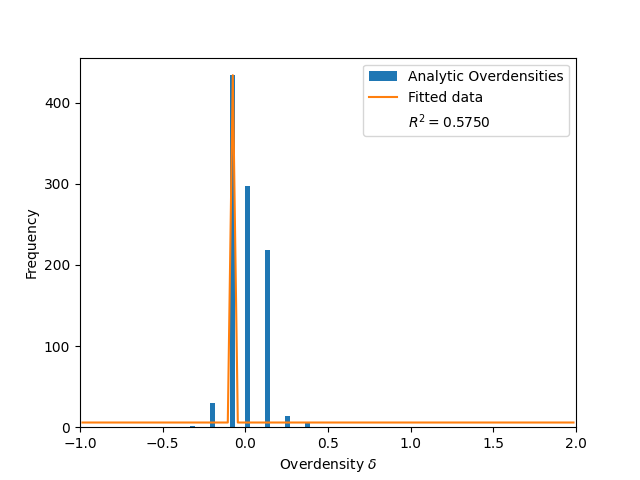 Analytic Overdensities
Fitted data
R² = 0.5750
Frequency
400
300
200
100
0
−1.0 −0.5 0.0 0.5 1.0 1.5 2.0
Overdensity δ